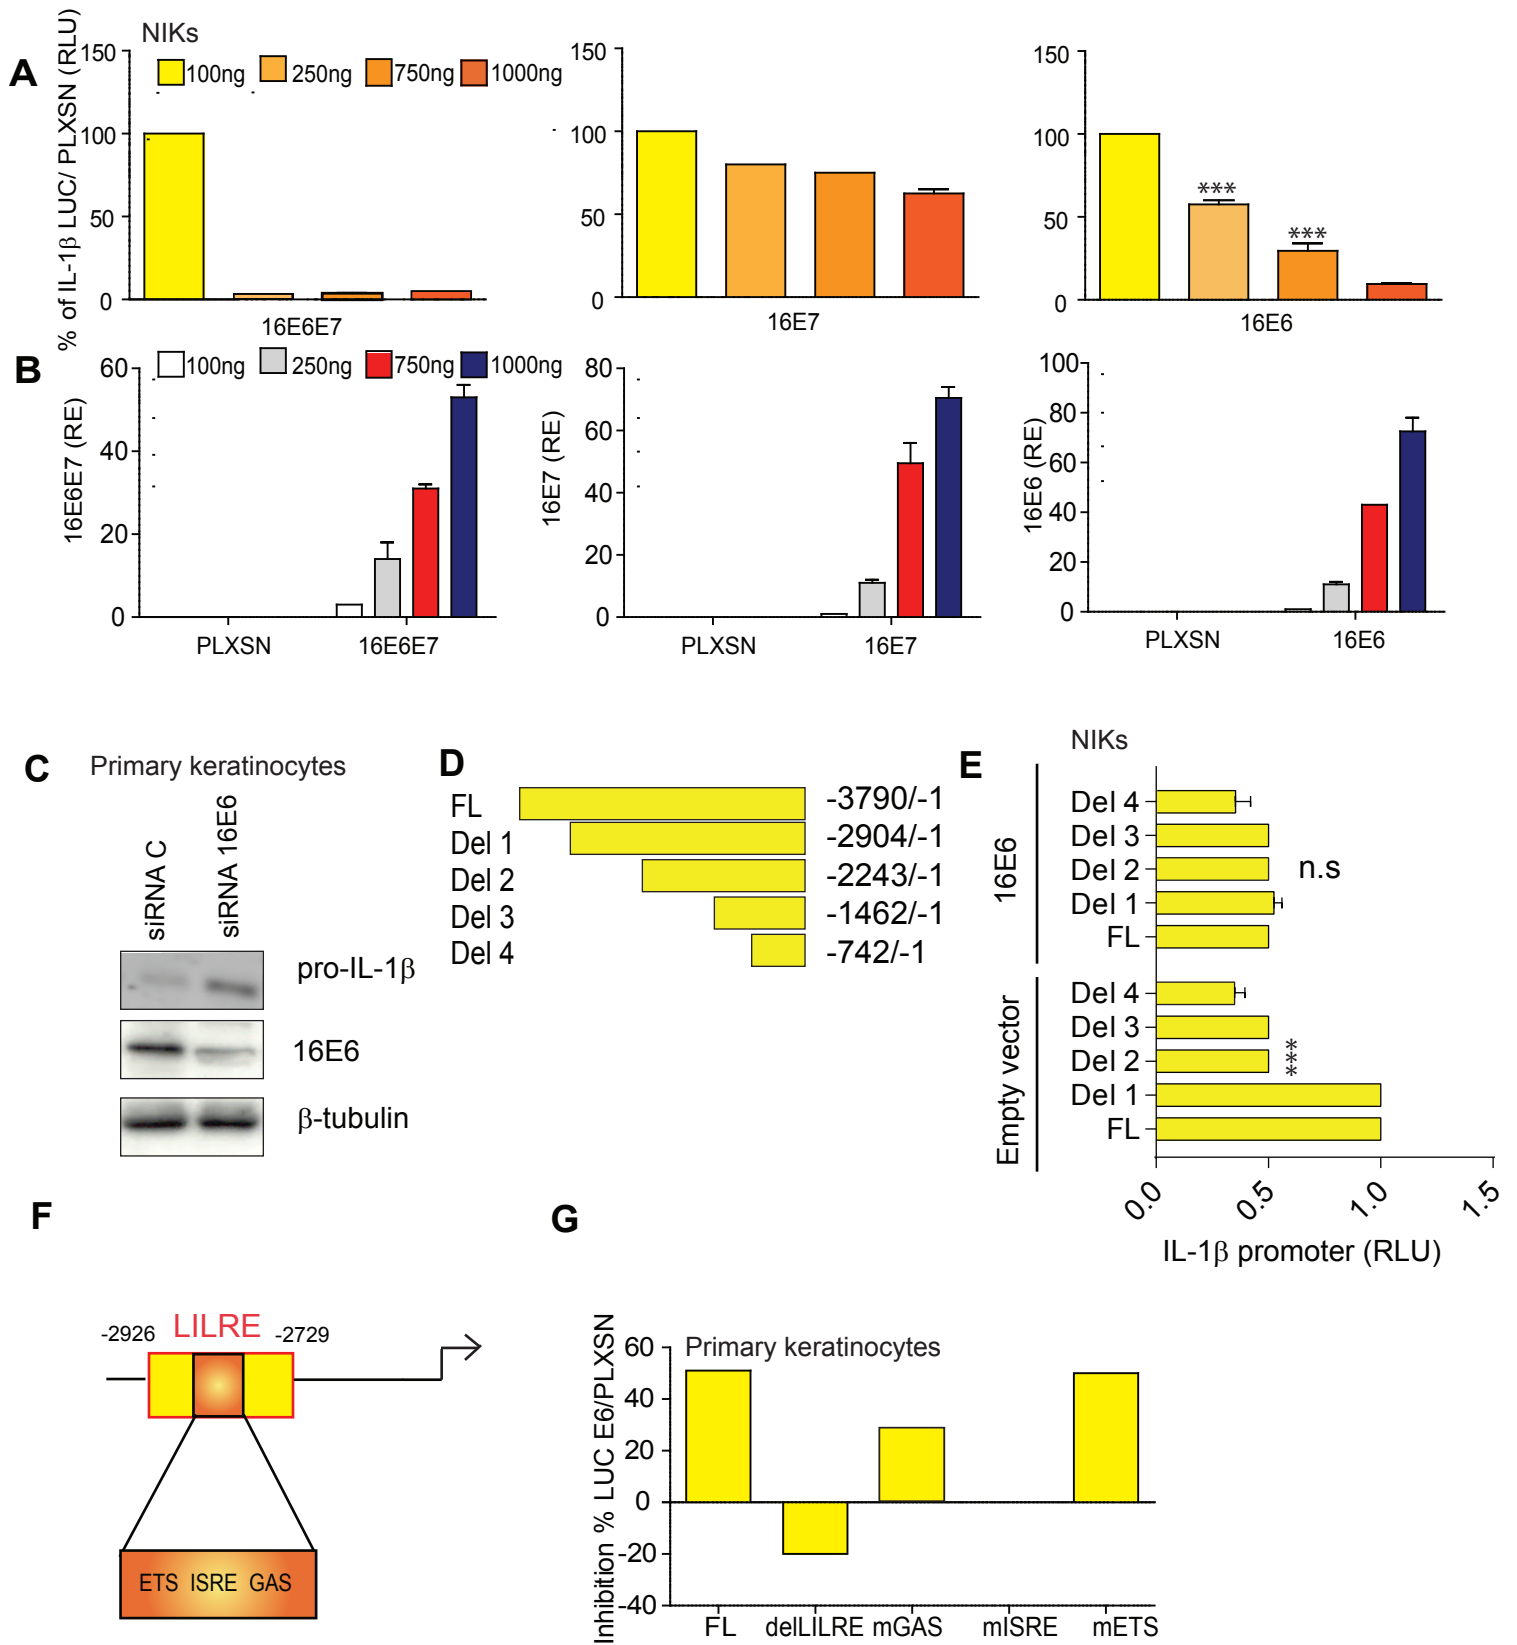 A
NIKs
% of IL-1β LUC/ PLXSN (RLU)
100ng 250ng 750ng 1000ng
150
100
50
0
16E6E7
150
100
50
0
16E7
150
100
50
0
***
***
16E6
B
100ng 250ng 750ng 1000ng
16E6E7 (RE)
60
40
20
0
PLXSN 16E6E7
16E7 (RE)
80
60
40
20
0
PLXSN 16E7
16E6 (RE)
100
80
60
40
20
0
PLXSN 16E6
C
Primary keratinocytes
siRNA C
siRNA 16E6
pro-IL-1β
16E6
β-tubulin
D
FL -3790/-1
Del 1 -2904/-1
Del 2 -2243/-1
Del 3 -1462/-1
Del 4 -742/-1
E
NIKs
16E6
Del 4
Del 3
Del 2 n.s
Del 1
FL
Empty vector
Del 4
Del 3
Del 2 ***
Del 1
FL
0.0 0.5 1.0 1.5
IL-1β promoter (RLU)
F
-2926 LILRE -2729
ETS ISRE GAS
G
Primary keratinocytes
Inhibition % LUC E6/PLXSN
60
40
20
0
-20
-40
FL delLILRE mGAS mISRE mETS